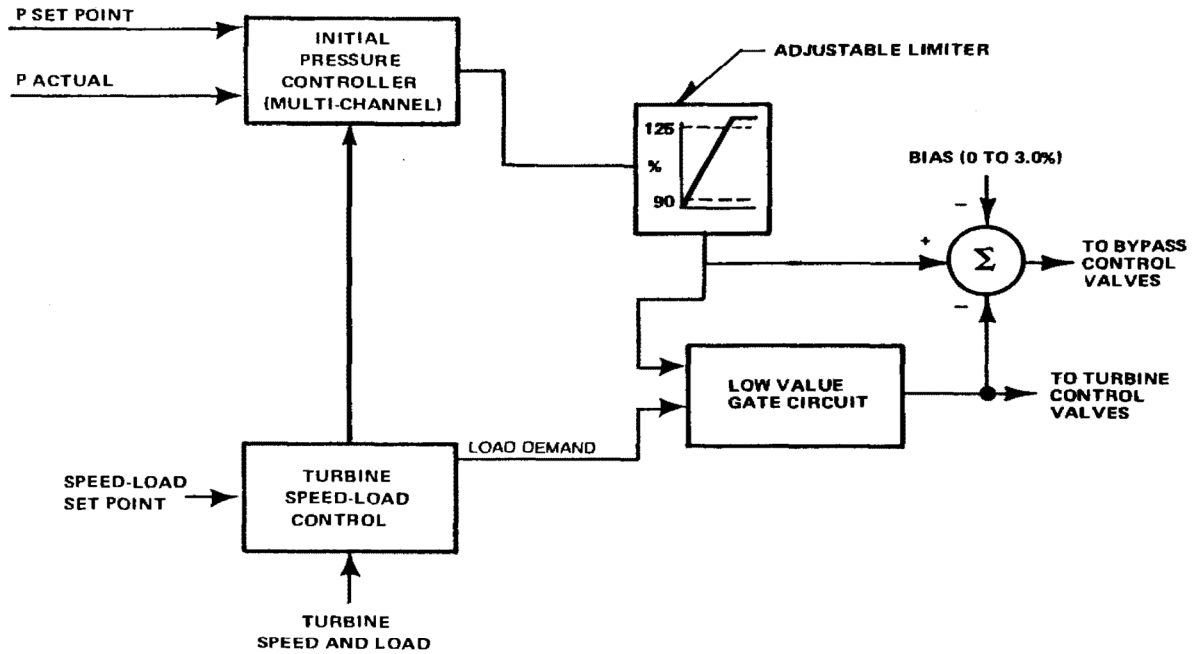 P SET POINT
P ACTUAL
INITIAL
PRESSURE
CONTROLLER
(MULTI-CHANNEL)
ADJUSTABLE LIMITER
125
%
90
BIAS (0 TO 3.0%)
−
+
Σ
−
TO BYPASS
CONTROL
VALVES
LOW VALUE
GATE CIRCUIT
TO TURBINE
CONTROL
VALVES
LOAD DEMAND
SPEED-LOAD
SET POINT
TURBINE
SPEED-LOAD
CONTROL
TURBINE
SPEED AND LOAD